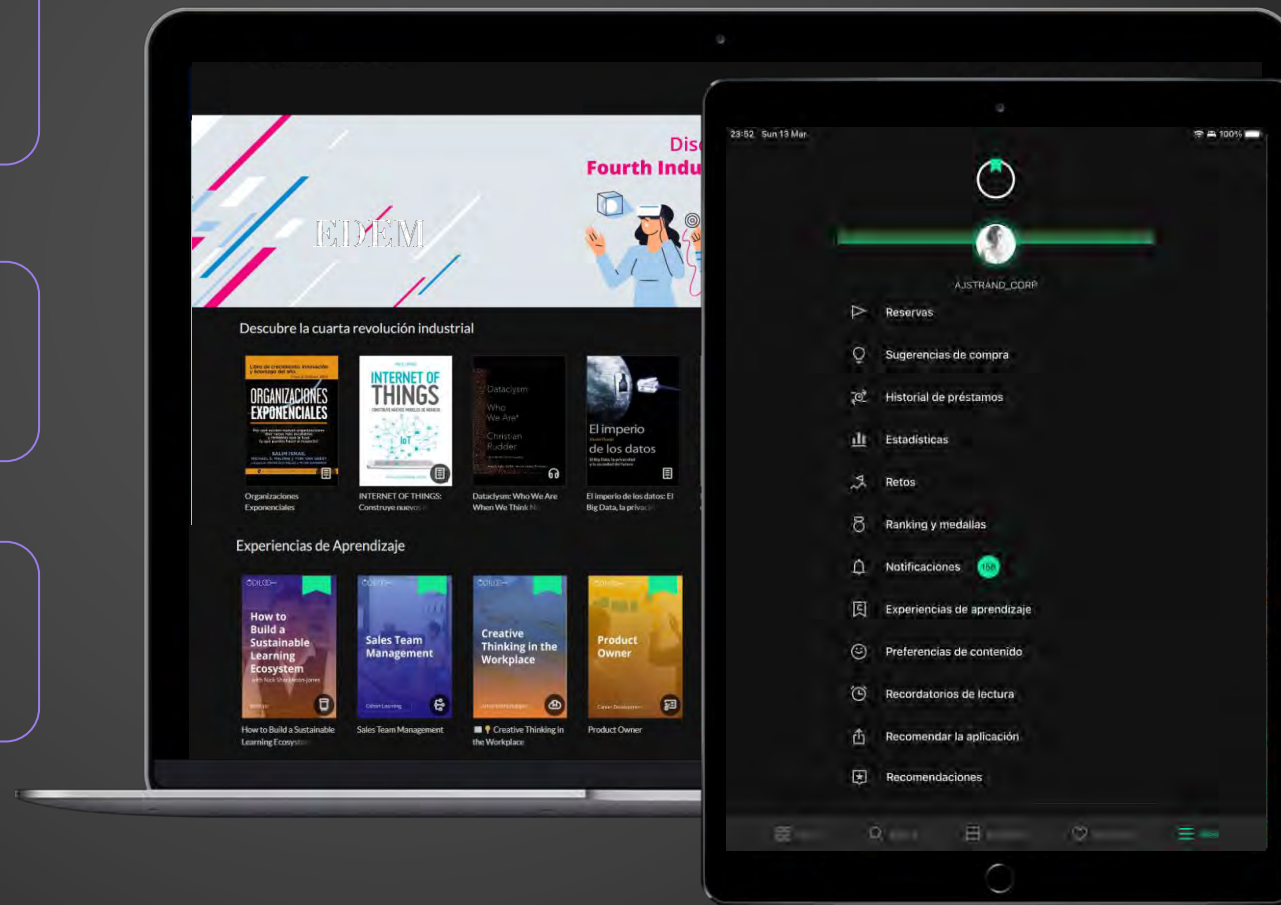 Disc
Fourth Indu
EDEM
Descubre la cuarta revolución industrial
ORGANIZACIONES
EXPONENCIALES
SALIM ISMAIL
INTERNET OF
THINGS
IoT
Dataclysm
Who
We Are*
Christian
Rudder
El imperio
de los datos
Organizaciones
Exponenciales
INTERNET OF THINGS:
Construye nuevos
Dataclysm: Who We Are
When We Think
El imperio de los datos: El
Big Data, la privaci
Experiencias de Aprendizaje
How to
Build a
Sustainable
Learning
Ecosystem
Sales Team
Management
Creative
Thinking in the
Workplace
Product
Owner
How to Build a Sustainable
Learning Ecosystem
Sales Team Management
Creative Thinking in
the Workplace
Product Owner
23:52 Sun 13 Mar
100%
AJSTRAND_CORP
Reservas
Sugerencias de compra
Historial de préstamos
Estadísticas
Retos
Ranking y medallas
Notificaciones 158
Experiencias de aprendizaje
Preferencias de contenido
Recordatorios de lectura
Recomendar la aplicación
Recomendaciones